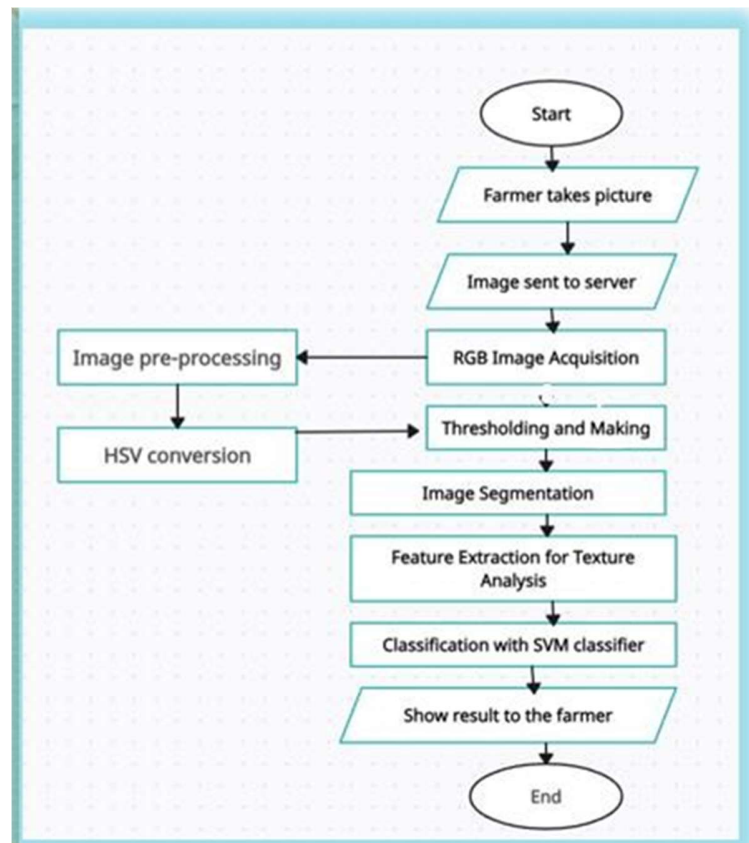 Start
Farmer takes picture
Image sent to server
RGB Image Acquisition
Image pre-processing
HSV conversion
Thresholding and Making
Image Segmentation
Feature Extraction for Texture
Analysis
Classification with SVM classifier
Show result to the farmer
End